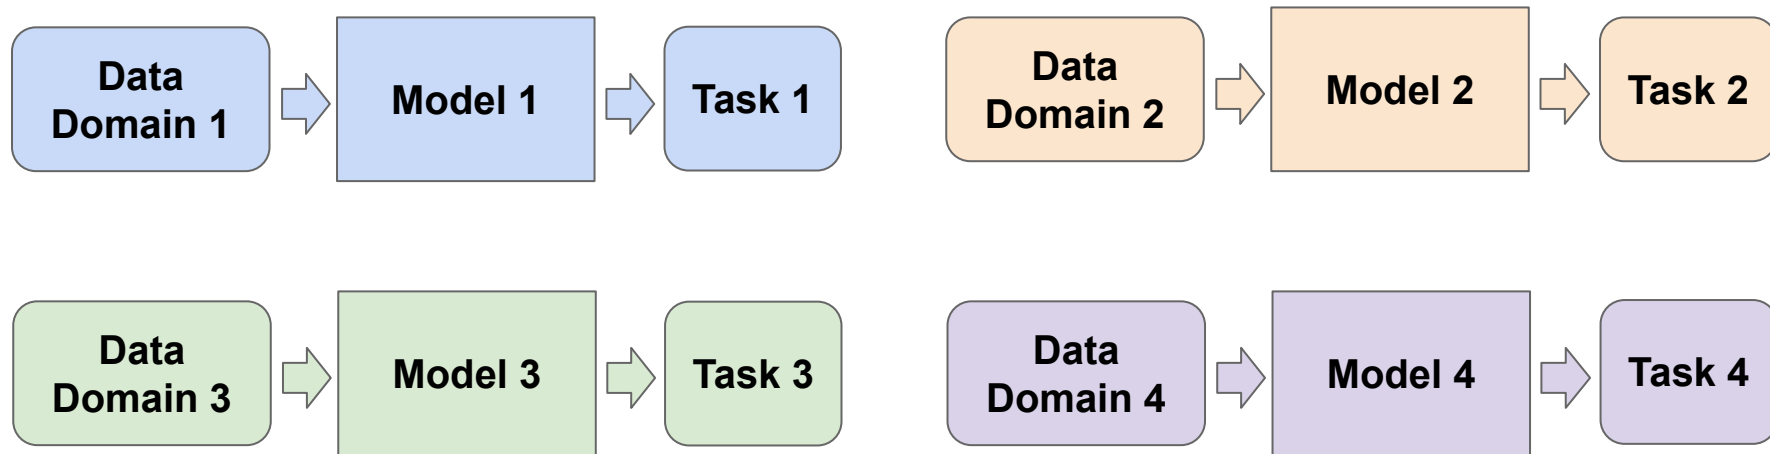 Data
Domain 1
Model 1
Task 1
Data
Domain 2
Model 2
Task 2
Data
Domain 3
Model 3
Task 3
Data
Domain 4
Model 4
Task 4